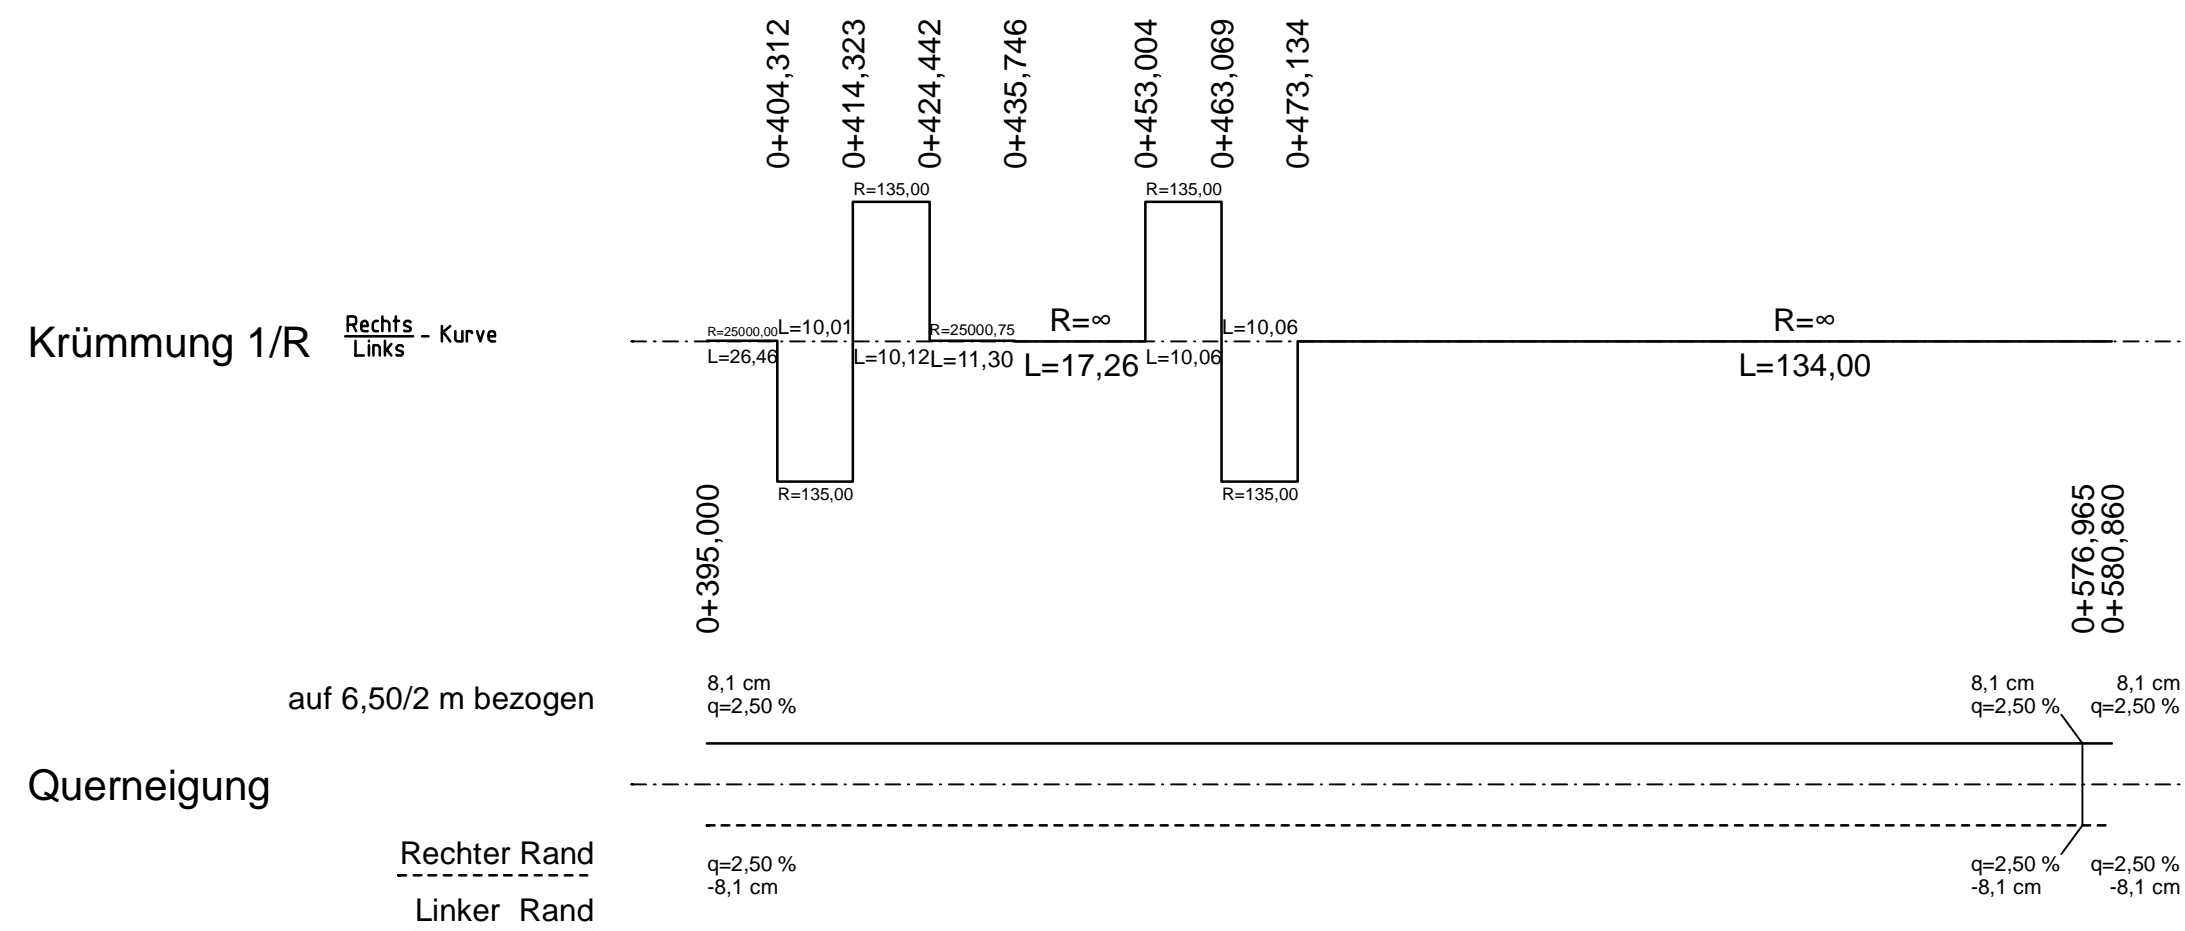 0+404,312
0+414,323
0+424,442
0+435,746
0+453,004
0+463,069
0+473,134
R=135,00
R=135,00
Krümmung 1/R
Rechts
Links
- Kurve
R=25000,00
L=26,46
L=10,01
L=10,12
R=25000,75
L=11,30
R=∞
L=17,26
L=10,06
L=10,06
R=∞
L=134,00
R=135,00
R=135,00
0+395,000
0+576,965
0+580,860
auf 6,50/2 m bezogen
8,1 cm
q=2,50 %
8,1 cm
q=2,50 %
8,1 cm
q=2,50 %
Querneigung
Rechter Rand
Linker Rand
q=2,50 %
-8,1 cm
q=2,50 %
-8,1 cm
q=2,50 %
-8,1 cm